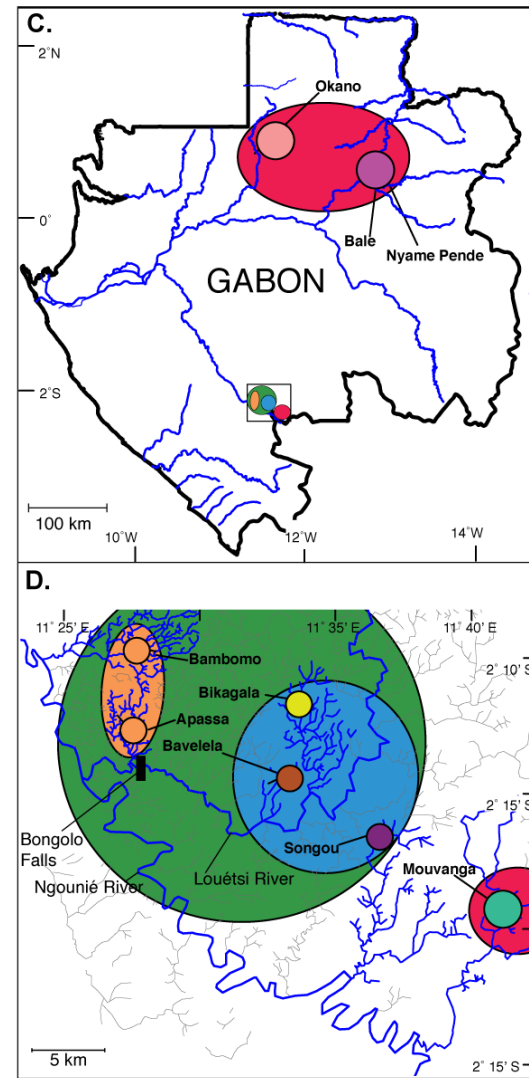 C.
2°N
Okano
0°
Bale
Nyame Pende
GABON
2°S
100 km
10°W
12°W
14°W
D.
11° 25' E
11° 35' E
11° 40' E
Bambomo
2° 10' S
Bikagala
Apassa
Bavelela
2° 15' S
Bongolo
Falls
Songou
Mouvanga
Ngounié River
Louétsi River
5 km
2° 15' S